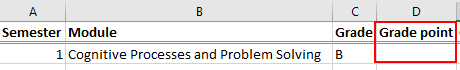 A B C D
Semester Module Grade Grade point
1 Cognitive Processes and Problem Solving B